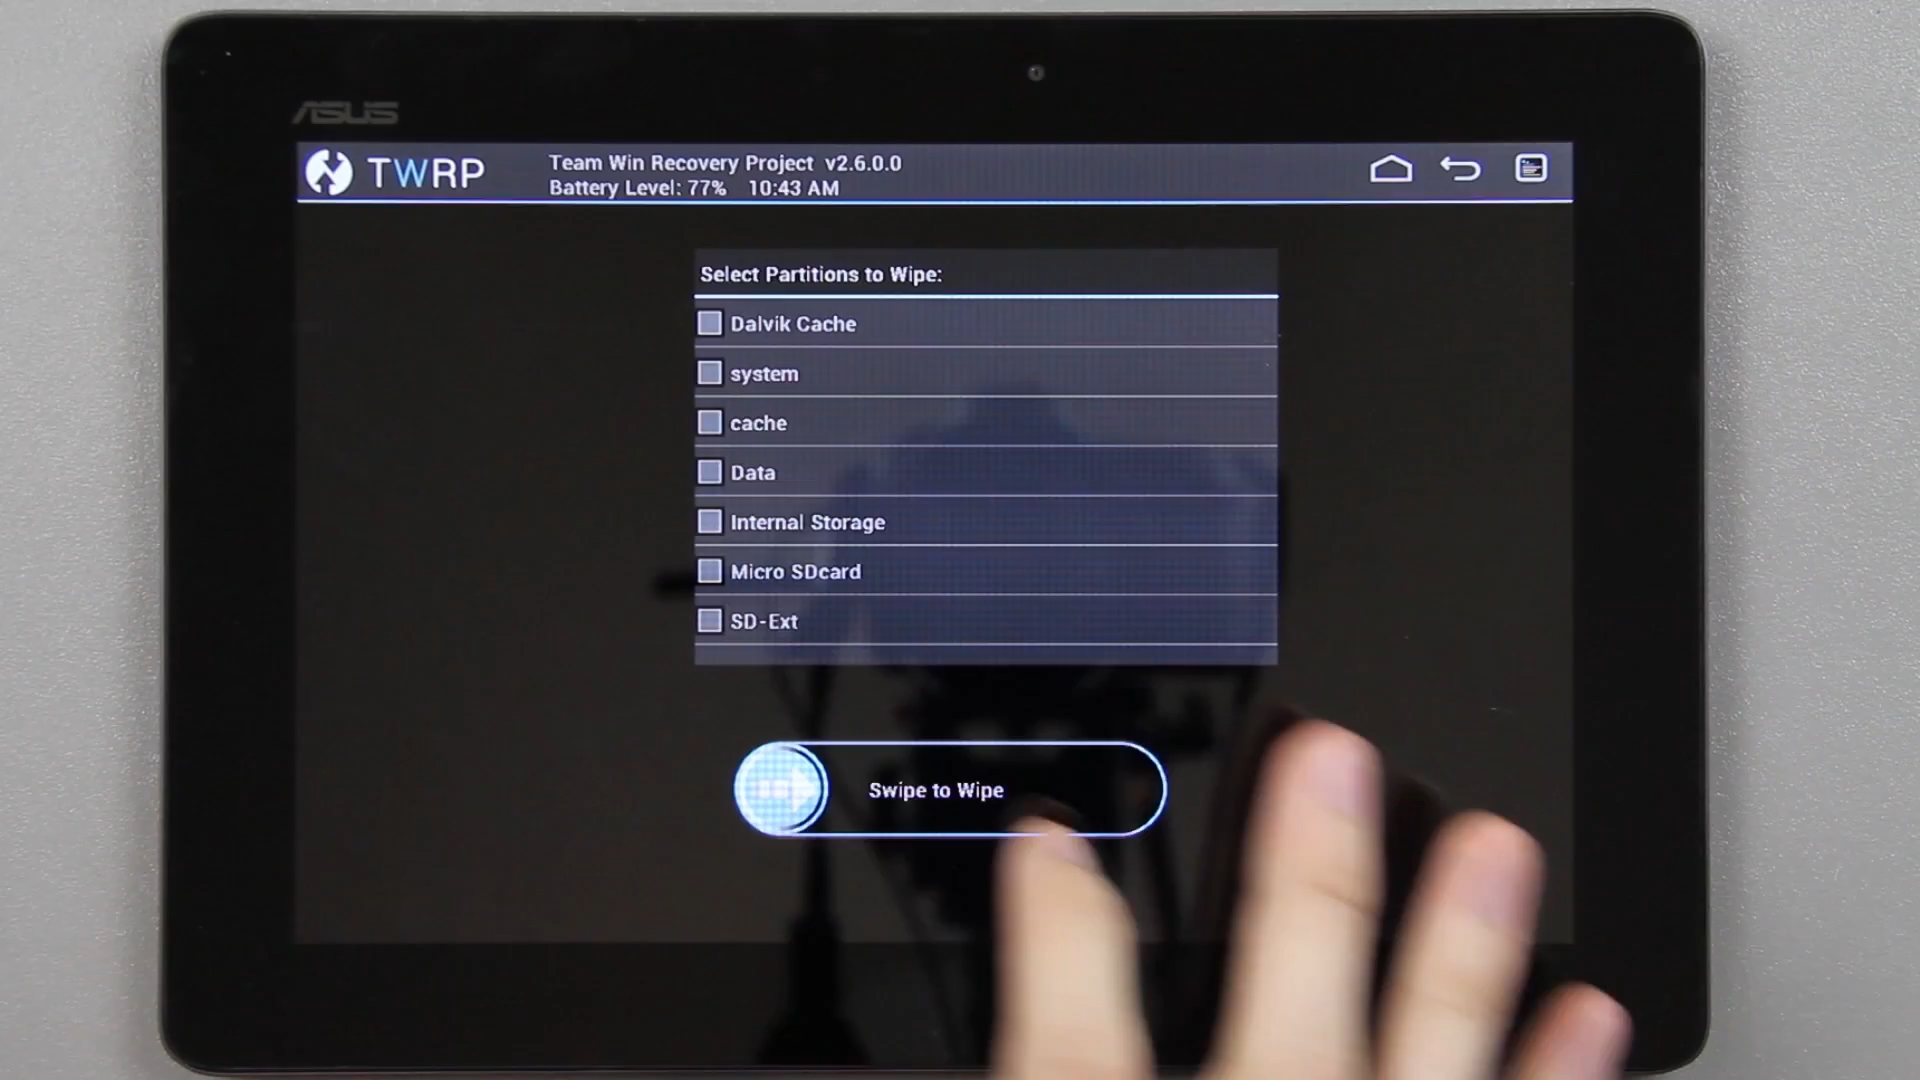 ASUS
TWRP
Team Win Recovery Project v2.6.0.0
Battery Level: 77% 10:43 AM
Select Partitions to Wipe:
Dalvik Cache
system
cache
Data
Internal Storage
Micro SDcard
SD-Ext
Swipe to Wipe